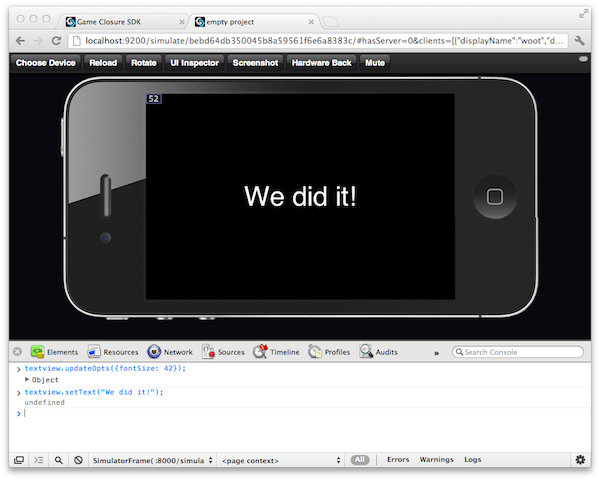 Game Closure SDK
empty project
localhost:9200/simulate/bebd64db350045b8a59561f6e6a8383c/#hasServer=0&clients=[{"displayName":"woot","d...
Choose Device Reload Rotate UI Inspector Screenshot Hardware Back Mute
52
We did it!
Elements Resources Network Sources Timeline Profiles Audits » Search Console
textview.updateOpts({fontSize: 42});
Object
textview.setText("We did it!");
undefined
SimulatorFrame( :8000/simula <page context> All Errors Warnings Logs